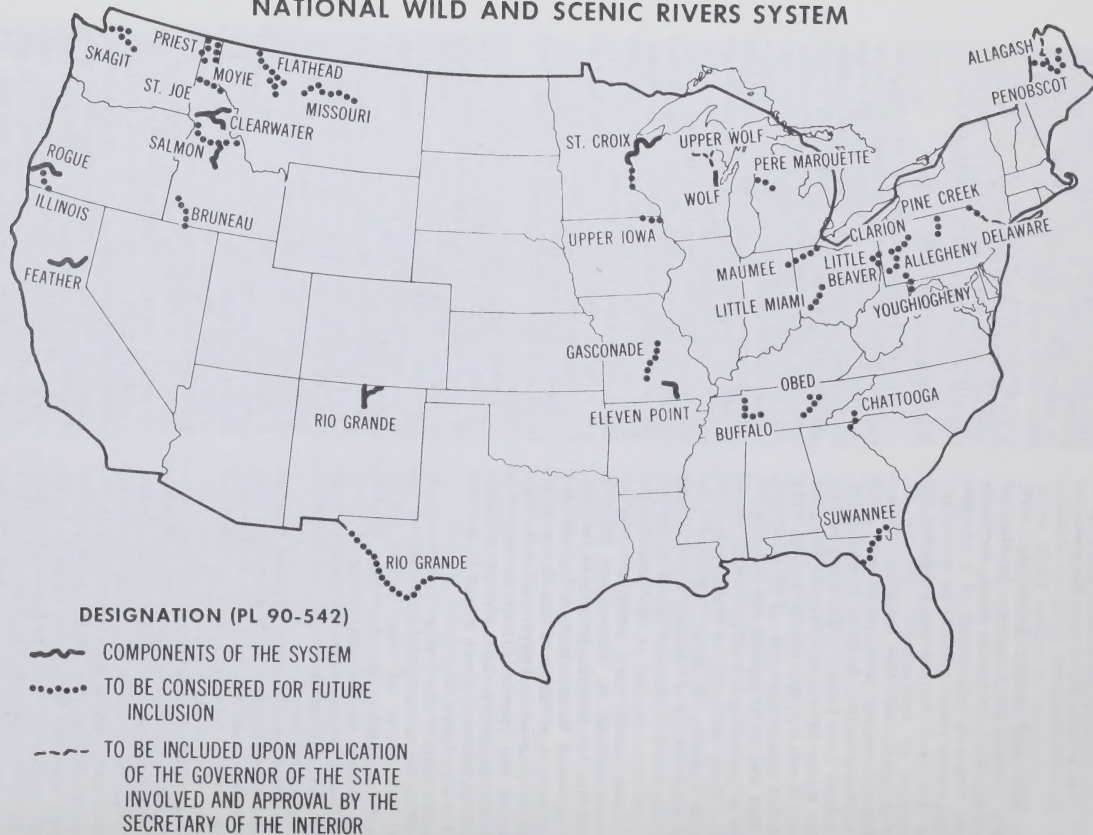 NATIONAL WILD AND SCENIC RIVERS SYSTEM
SKAGIT
PRIEST
MOYIE
FLATHEAD
ST. JOE
MISSOURI
CLEARWATER
SALMON
ROGUE
ILLINOIS
BRUNEAU
FEATHER
ALLAGASH
PENOBSCOT
ST. CROIX
UPPER WOLF
PERE MARQUETTE
WOLF
UPPER IOWA
PINE CREEK
CLARION
DELAWARE
MAUMEE
LITTLE
BEAVER
ALLEGHENY
LITTLE MIAMI
YOUGHIOGHENY
GASCONADE
OBED
CHATTOOGA
RIO GRANDE
ELEVEN POINT
BUFFALO
SUWANNEE
RIO GRANDE
DESIGNATION (PL 90-542)
COMPONENTS OF THE SYSTEM
TO BE CONSIDERED FOR FUTURE
INCLUSION
TO BE INCLUDED UPON APPLICATION
OF THE GOVERNOR OF THE STATE
INVOLVED AND APPROVAL BY THE
SECRETARY OF THE INTERIOR